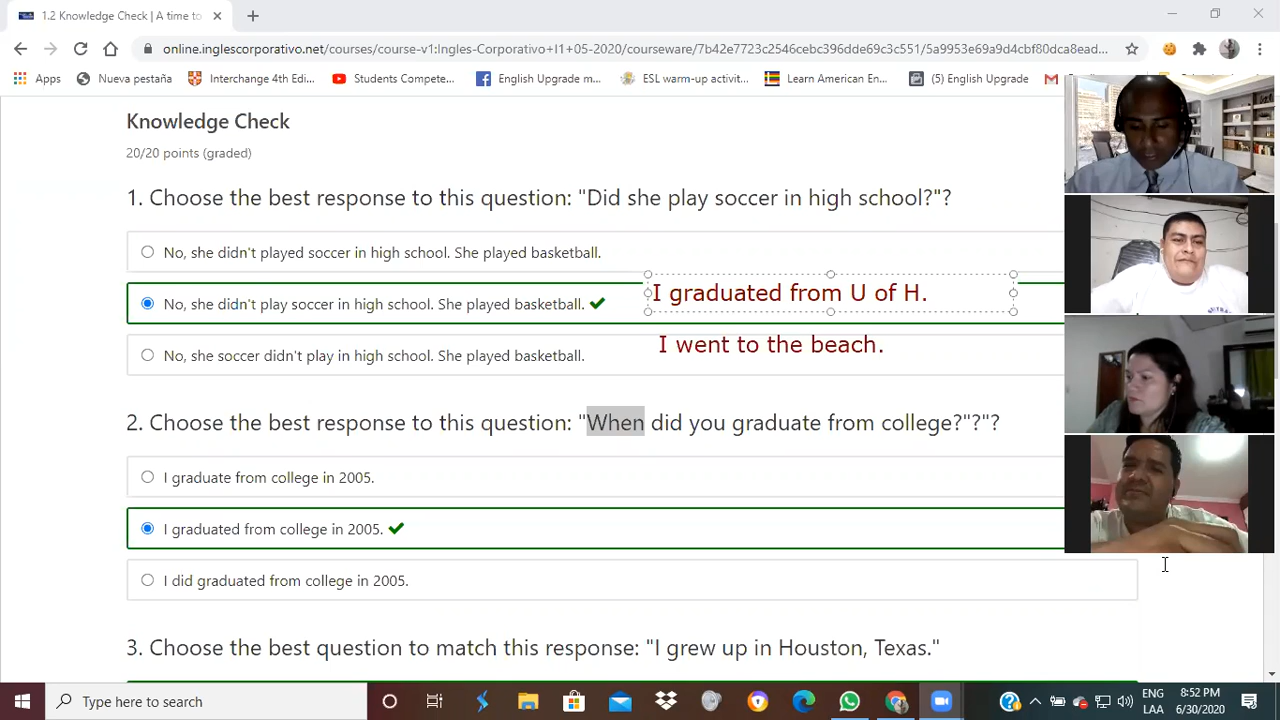 1.2 Knowledge Check | A time to
online.inglescorporativo.net/courses/course-v1:Ingles-Corporativo+I1+05-2020/courseware/7b42e7723c2546cebc396dde69c3c551/5a9953e69a9d4cbf80dca8ead...
Apps Nueva pestaña Interchange 4th Edi... Students Compete... English Upgrade m... ESL warm-up activit... Learn American En... (5) English Upgrade
Knowledge Check
20/20 points (graded)
1. Choose the best response to this question: "Did she play soccer in high school?"?
No, she didn't played soccer in high school. She played basketball.
I graduated from U of H.
No, she didn't play soccer in high school. She played basketball.
I went to the beach.
No, she soccer didn't play in high school. She played basketball.
2. Choose the best response to this question: "When did you graduate from college?"?"?
I graduate from college in 2005.
I graduated from college in 2005.
I did graduated from college in 2005.
3. Choose the best question to match this response: "I grew up in Houston, Texas."
Type here to search
ENG 8:52 PM
LAA 6/30/2020